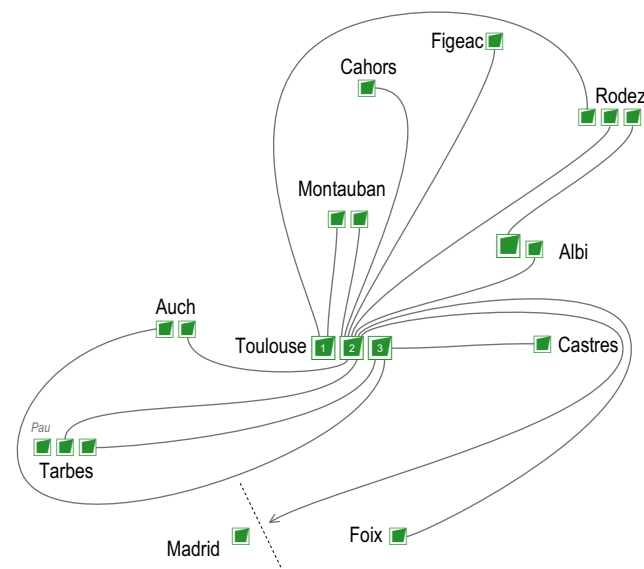 Figeac
Cahors
Rodez
Montauban
Albi
Auch
Toulouse 1 2 3
Castres
Pau
Tarbes
Madrid
Foix